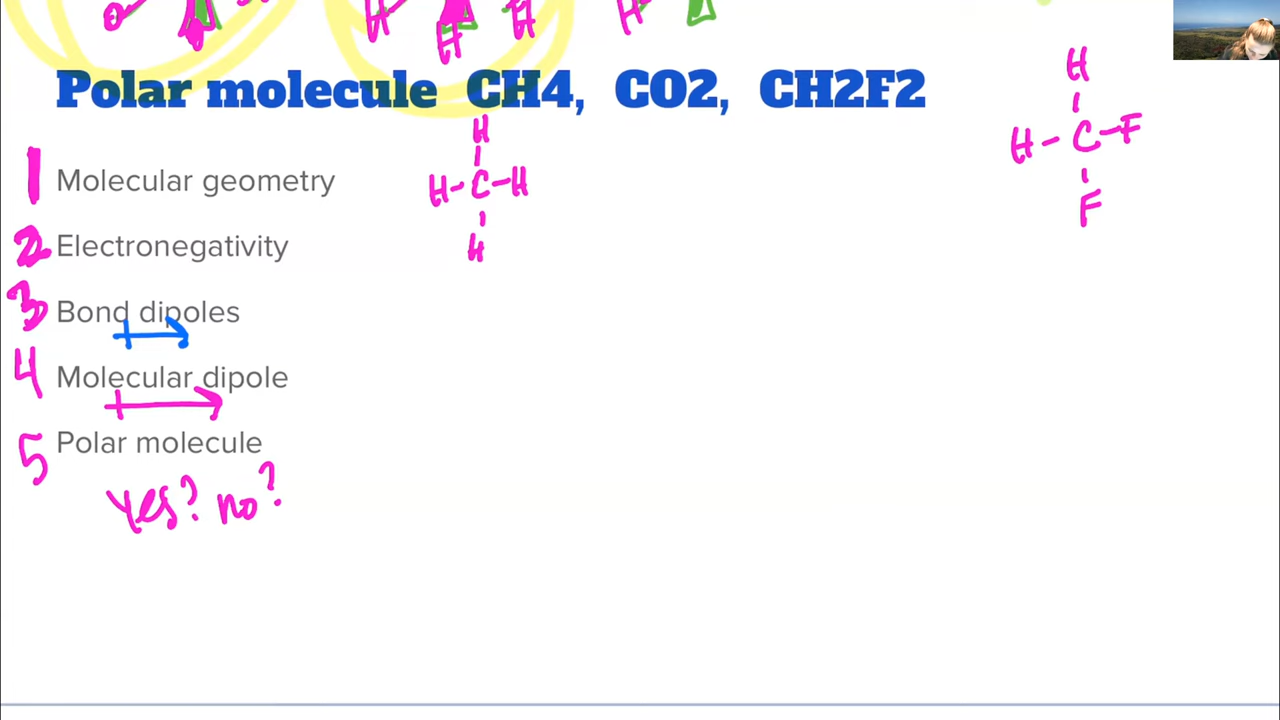 H H H H
Polar molecule CH4, CO2, CH2F2
H
H
1 Molecular geometry
H-C-H
H-C-F
H
F
2 Electronegativity
3 Bond dipoles
4 Molecular dipole
5 Polar molecule
Yes? no?